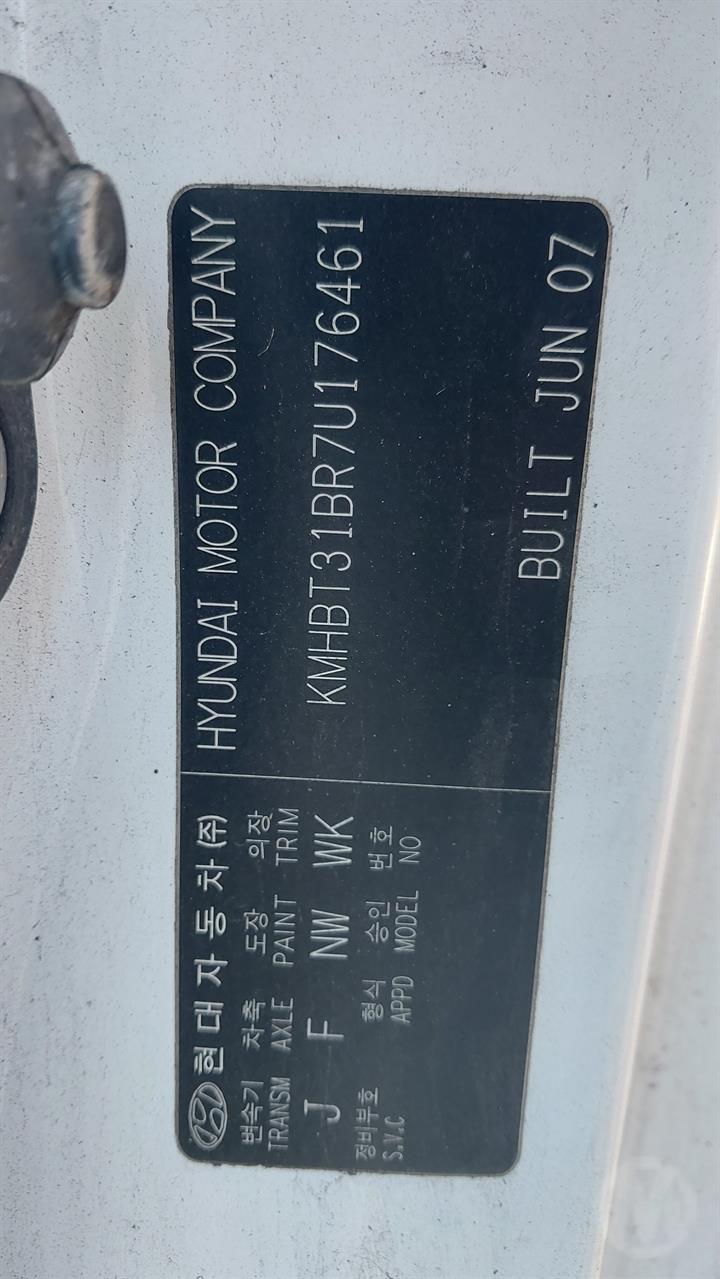 현대자동차(주) HYUNDAI MOTOR COMPANY
변속기 차축 도장 의장
TRANSM AXLE PAINT TRIM
J F NW WK KMHBT31BR7U176461
정비부호 형식 승인 번호
S.V.C APPD MODEL NO
BUILT JUN 07